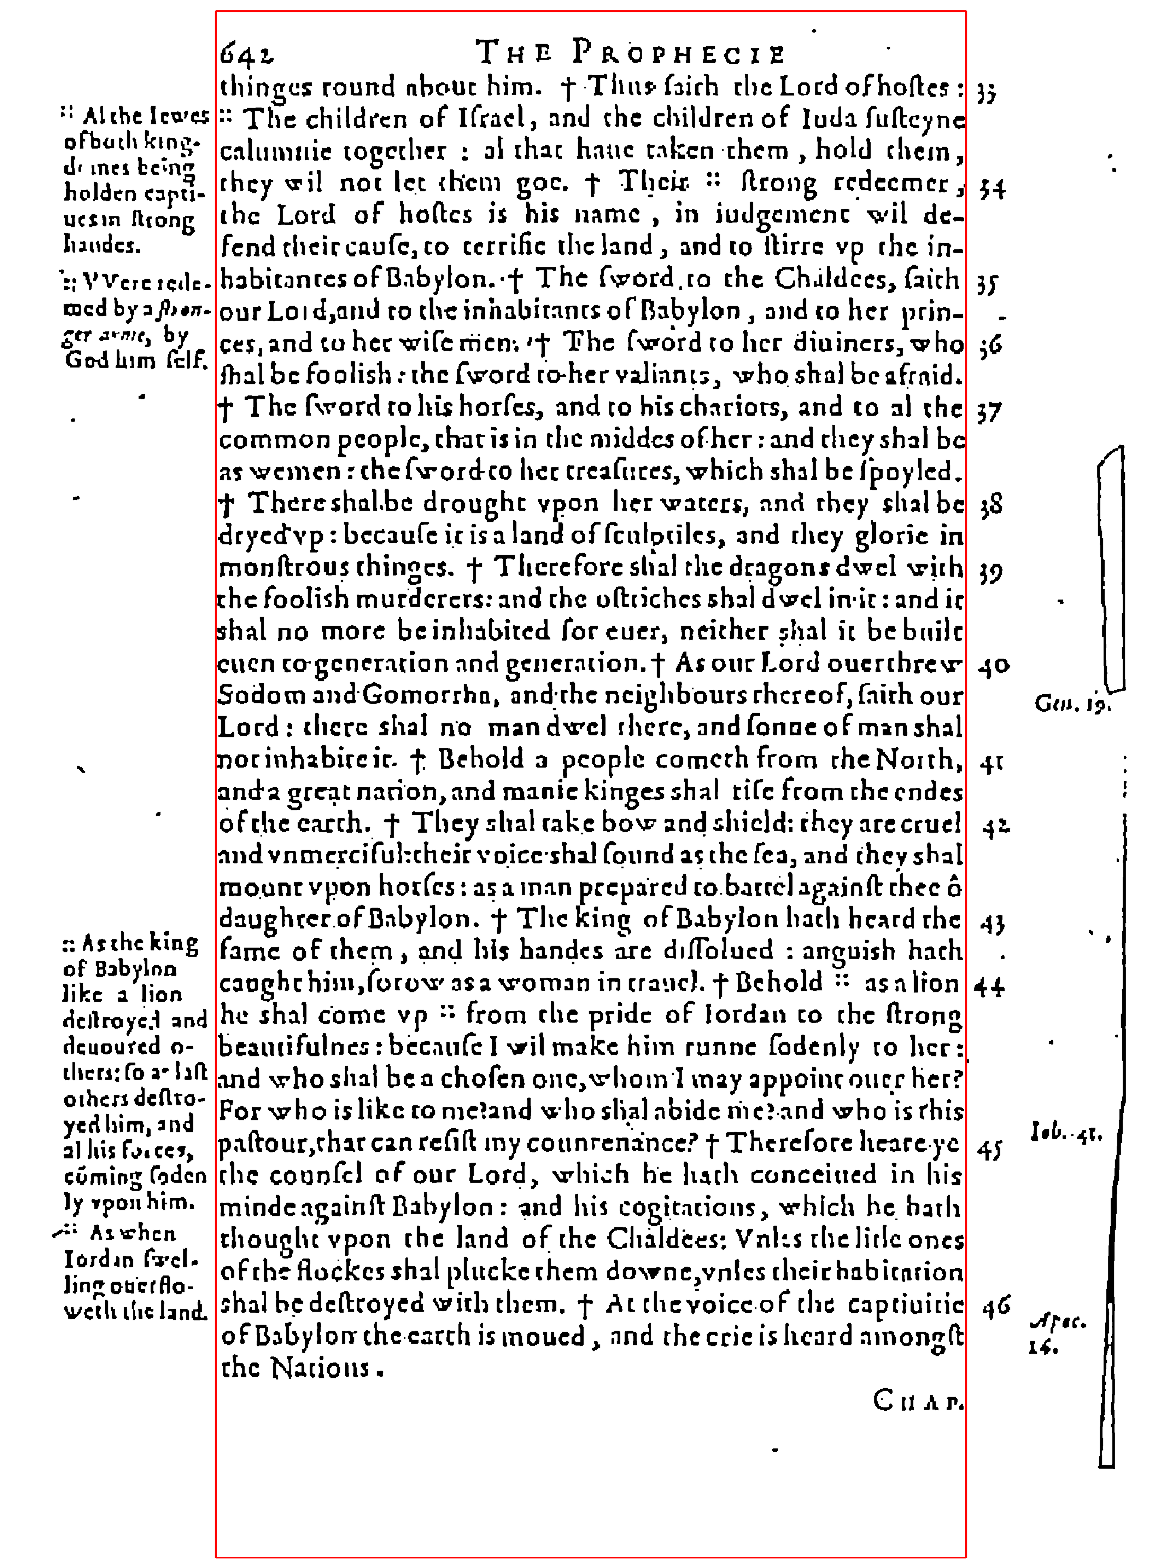 642 THE PROPHECIE
thinges round about him. † Thus ſaith the Lord of hoſtes: 33
:: The children of Iſrael, and the children of Iuda ſuſteyne
calumnie together : al that haue taken them, hold them,
they wil not let them goe. † Their :: ſtrong redeemer, 34
the Lord of hoſtes is his name, in iudgement wil de-
fend their cauſe, to terrifie the land, and to ſtirre vp the in-
habitantes of Babylon. † The ſword to the Chaldees, ſaith 35
our Lord, and to the inhabitants of Babylon, and to her prin-
ces, and to her wiſe men. † The ſword to her diuiners, who 36
ſhal be fooliſh: the ſword to her valiants, who shal be afraid.
† The ſword to his horſes, and to his chariots, and to al the 37
common people, that is in the middes of her: and they shal be
as wemen: the ſword to her treaſures, which shal be ſpoyled.
† There shal be drought vpon her waters, and they shal be 38
dryed vp: becauſe it is a land of ſculptiles, and they glorie in
monſtrous thinges. † Therefore shal the dragons dwel with 39
the foolish murderers: and the oſtriches shal dwel in it: and it
shal no more be inhabited for euer, neither shal it be built
euen to generation and generation. † As our Lord ouerthrew 40
Sodom and Gomorrha, and the neighbours thereof, ſaith our
Lord: there shal no man dwel there, and ſonne of man shal
not inhabite it. † Behold a people cometh from the North, 41
and a great nation, and manie kinges shal riſe from the endes
of the earth. † They shal take bow and shield: they are cruel 42
and vnmerciful: their voice shal ſound as the ſea, and they shal
mount vpon horſes: as a man prepared to battel againſt thee ô
daughter of Babylon. † The king of Babylon hath heard the 43
fame of them, and his handes are diſſolued : anguish hath
caught him, ſorow as a woman in trauel. † Behold :: as a lion 44
he shal come vp :: from the pride of Iordan to the ſtrong
beautifulnes: becauſe I wil make him runne ſodenly to her:
and who shal be a choſen one, whom I may appoint ouer her?
For who is like to me? and who shal abide me? and who is this
paſtour, that can reſiſt my countenance? † Therefore heare ye 45
the counſel of our Lord, which he hath conceiued in his
minde againſt Babylon: and his cogitations, which he hath
thought vpon the land of the Chaldees: Vnles the litle ones
of the flockes shal plucke them downe, vnles their habitation
shal be deſtroyed with them. † At the voice of the captiuitie 46
of Babylon the earth is moued, and the crie is heard amongſt
the Nations.
CHAP.
:: Al the Iewes
of both king-
domes being
holden capti-
ues in ſtrong
handes.
:: VVere rede-
med by a ſtron-
ger arme, by
God him ſelf.
:: As the king
of Babylon
like a lion
deſtroyed and
deuoured o-
thers: ſo at laſt
others deſtro-
yed him, and
al his forces,
cōming ſoden
ly vpon him.
:: As when
Iordan ſwel-
ling ouerflo-
weth the land.
Gen. 19.
Iob. 41.
Apoc.
16.